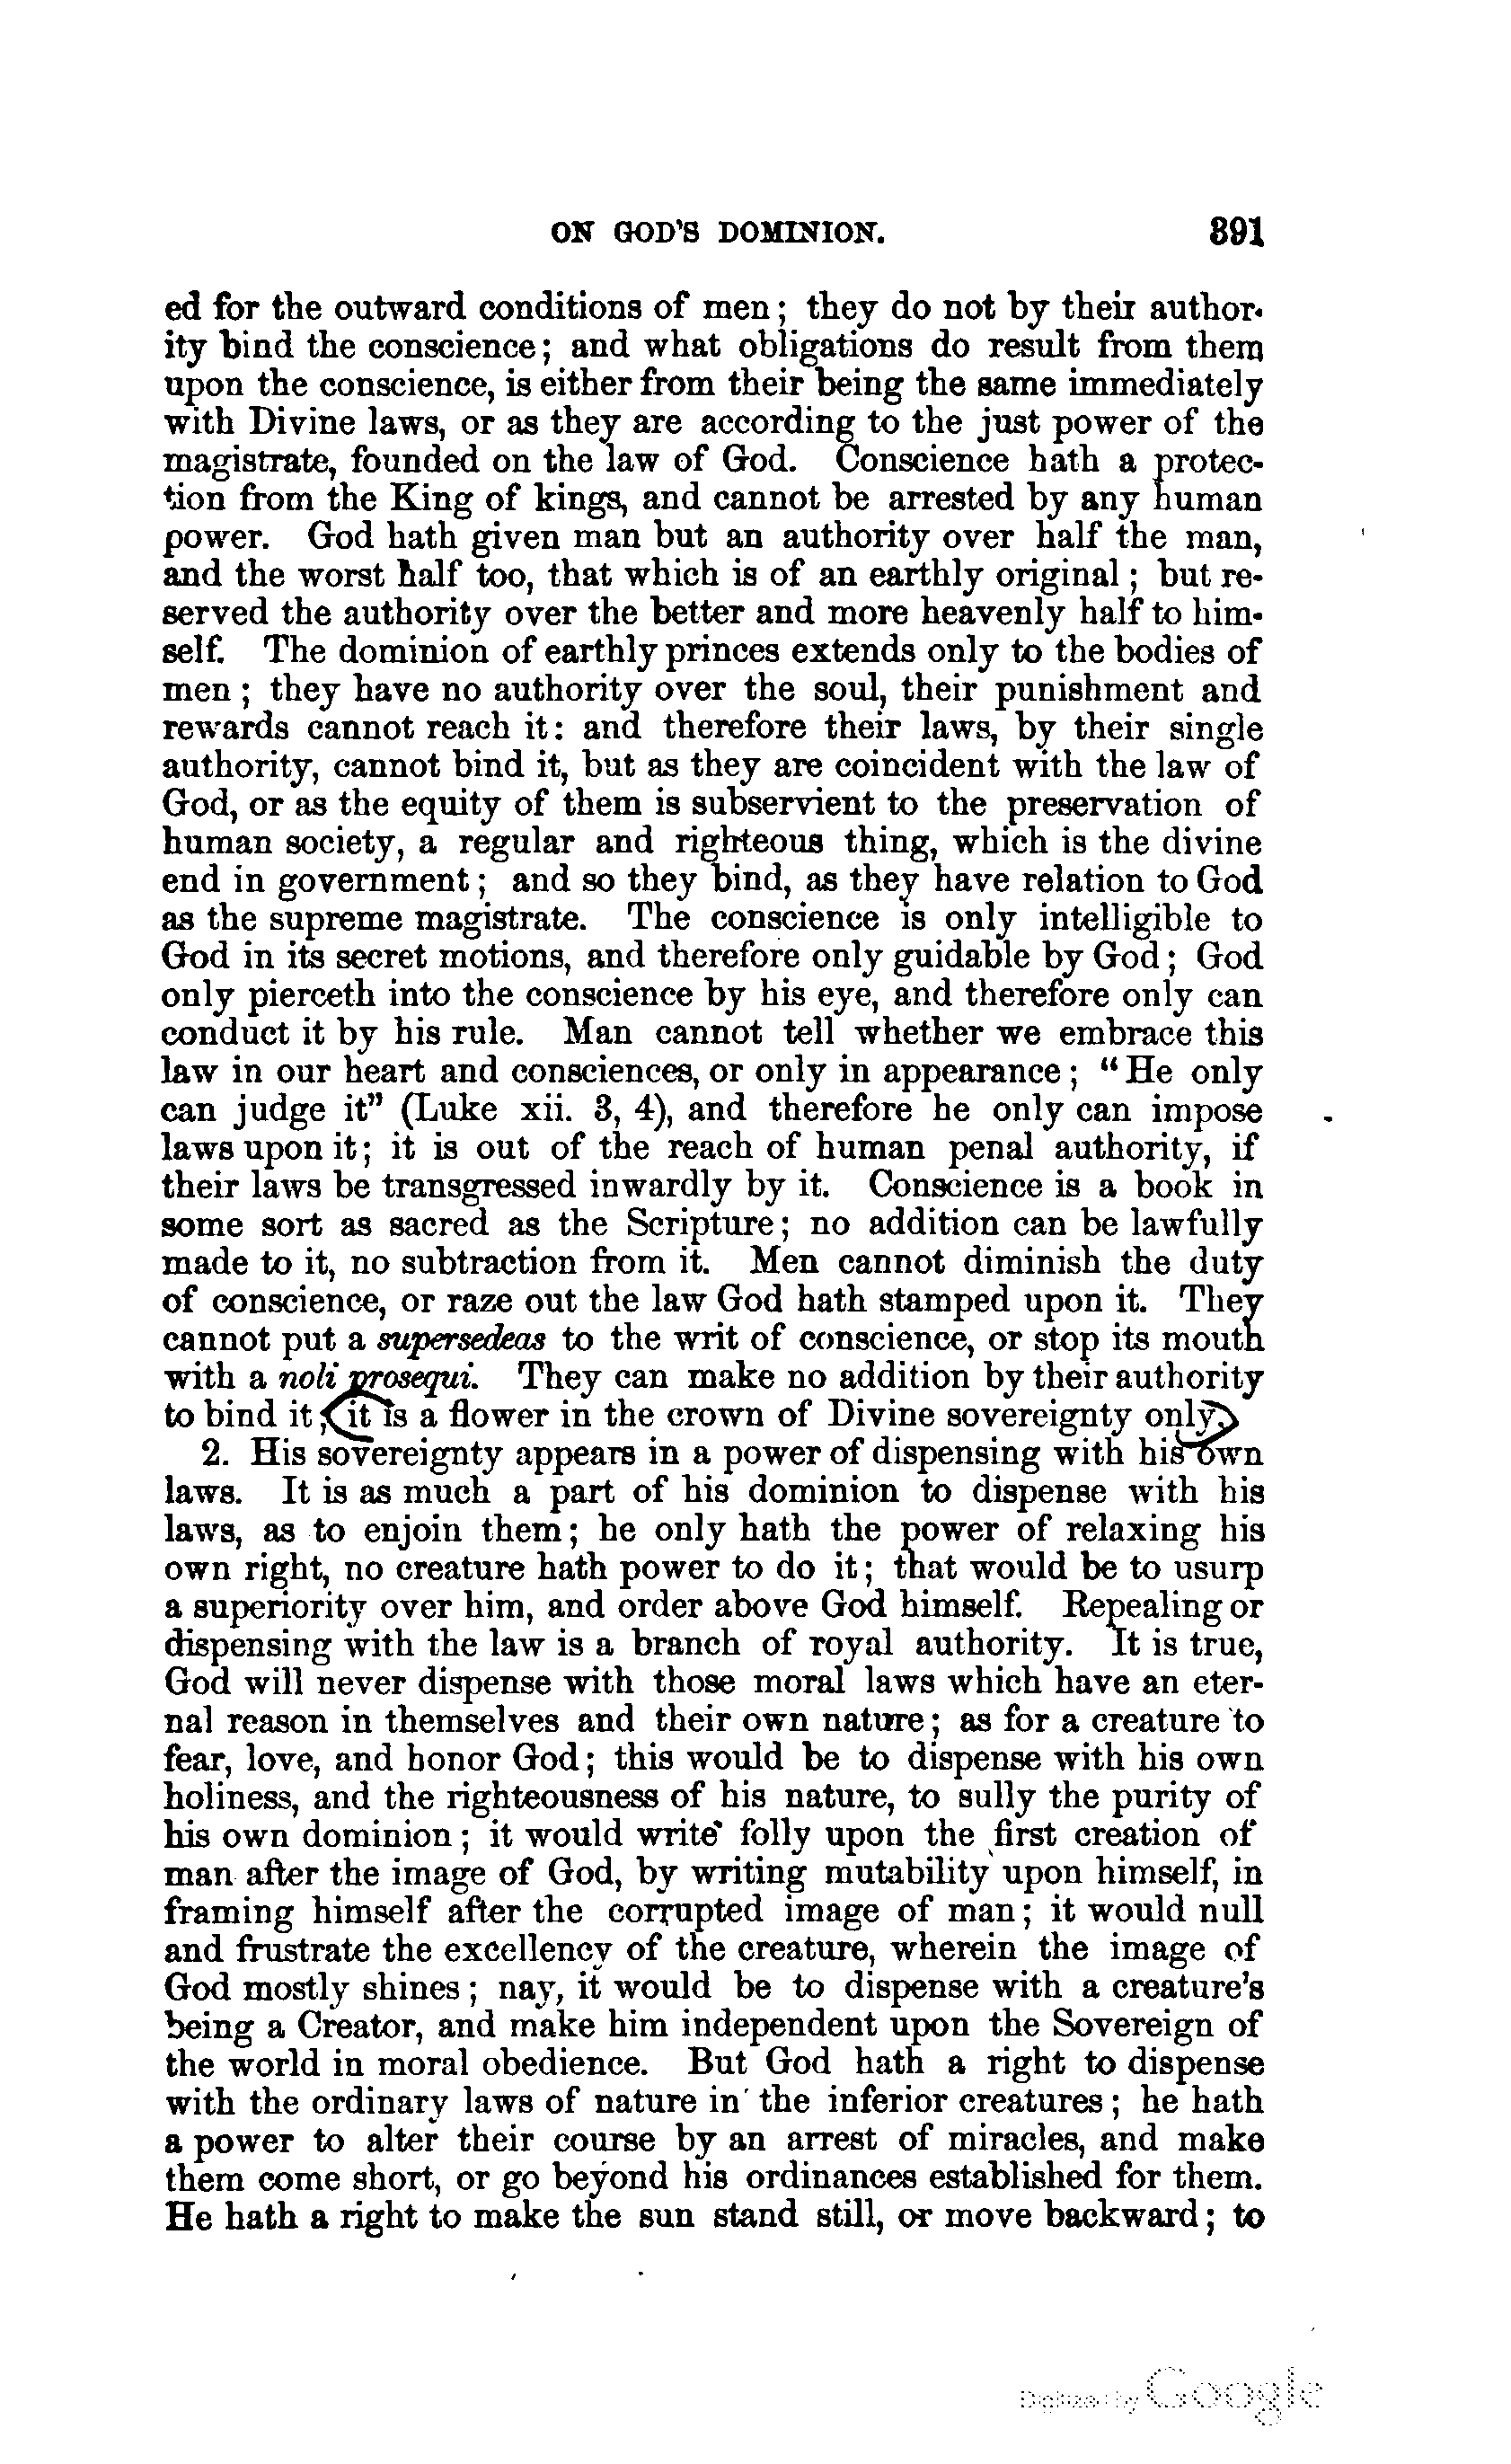 ON GOD'S DOMINION. 391
ed for the outward conditions of men; they do not by their author-
ity bind the conscience; and what obligations do result from them
upon the conscience, is either from their being the same immediately
with Divine laws, or as they are according to the just power of the
magistrate, founded on the law of God. Conscience hath a protec-
tion from the King of kings, and cannot be arrested by any human
power. God hath given man but an authority over half the man,
and the worst half too, that which is of an earthly original; but re-
served the authority over the better and more heavenly half to him-
self. The dominion of earthly princes extends only to the bodies of
men; they have no authority over the soul, their punishment and
rewards cannot reach it: and therefore their laws, by their single
authority, cannot bind it, but as they are coincident with the law of
God, or as the equity of them is subservient to the preservation of
human society, a regular and righteous thing, which is the divine
end in government; and so they bind, as they have relation to God
as the supreme magistrate. The conscience is only intelligible to
God in its secret motions, and therefore only guidable by God; God
only pierceth into the conscience by his eye, and therefore only can
conduct it by his rule. Man cannot tell whether we embrace this
law in our heart and consciences, or only in appearance; "He only
can judge it" (Luke xii. 3, 4), and therefore he only can impose
laws upon it; it is out of the reach of human penal authority, if
their laws be transgressed inwardly by it. Conscience is a book in
some sort as sacred as the Scripture; no addition can be lawfully
made to it, no subtraction from it. Men cannot diminish the duty
of conscience, or raze out the law God hath stamped upon it. They
cannot put a supersedeas to the writ of conscience, or stop its mouth
with a noli prosequi. They can make no addition by their authority
to bind it; it is a flower in the crown of Divine sovereignty only.
2. His sovereignty appears in a power of dispensing with his own
laws. It is as much a part of his dominion to dispense with his
laws, as to enjoin them; he only hath the power of relaxing his
own right, no creature hath power to do it; that would be to usurp
a superiority over him, and order above God himself. Repealing or
dispensing with the law is a branch of royal authority. It is true,
God will never dispense with those moral laws which have an eter-
nal reason in themselves and their own nature; as for a creature to
fear, love, and honor God; this would be to dispense with his own
holiness, and the righteousness of his nature, to sully the purity of
his own dominion; it would write folly upon the first creation of
man after the image of God, by writing mutability upon himself, in
framing himself after the corrupted image of man; it would null
and frustrate the excellency of the creature, wherein the image of
God mostly shines; nay, it would be to dispense with a creature's
being a Creator, and make him independent upon the Sovereign of
the world in moral obedience. But God hath a right to dispense
with the ordinary laws of nature in the inferior creatures; he hath
a power to alter their course by an arrest of miracles, and make
them come short, or go beyond his ordinances established for them.
He hath a right to make the sun stand still, or move backward; to
Digitized by Google